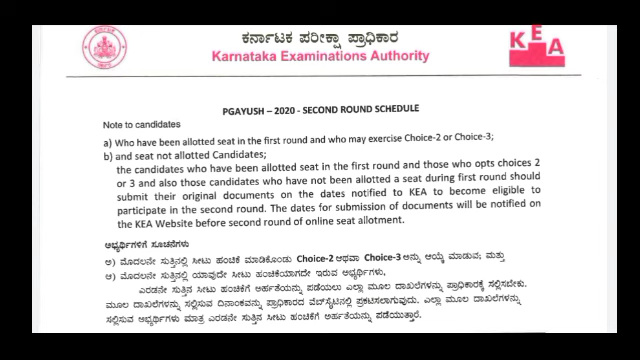 ಕರ್ನಾಟಕ ಪರೀಕ್ಷಾ ಪ್ರಾಧಿಕಾರ
Karnataka Examinations Authority
KEA
PGAYUSH – 2020 - SECOND ROUND SCHEDULE
Note to candidates
a) Who have been allotted seat in the first round and who may exercise Choice-2 or Choice-3;
b) and seat not allotted Candidates;
the candidates who have been allotted seat in the first round and those who opts choices 2
or 3 and also those candidates who have not been allotted a seat during first round should
submit their original documents on the dates notified to KEA to become eligible to
participate in the second round. The dates for submission of documents will be notified on
the KEA Website before second round of online seat allotment.
ಅಭ್ಯರ್ಥಿಗಳಿಗೆ ಸೂಚನೆಗಳು
ಅ) ಮೊದಲನೇ ಸುತ್ತಿನಲ್ಲಿ ಸೀಟು ಹಂಚಿಕೆ ಮಾಡಿಕೊಂಡು Choice-2 ಅಥವಾ Choice-3 ಅನ್ನು ಆಯ್ಕೆ ಮಾಡುವ; ಮತ್ತು
ಆ) ಮೊದಲನೇ ಸುತ್ತಿನಲ್ಲಿ ಯಾವುದೇ ಸೀಟು ಹಂಚಿಕೆಯಾಗದೇ ಇರುವ ಅಭ್ಯರ್ಥಿಗಳು,
ಎರಡನೇ ಸುತ್ತಿನ ಸೀಟು ಹಂಚಿಕೆಗೆ ಅರ್ಹತೆಯನ್ನು ಪಡೆಯಲು ಎಲ್ಲಾ ಮೂಲ ದಾಖಲೆಗಳನ್ನು ಪ್ರಾಧಿಕಾರಕ್ಕೆ ಸಲ್ಲಿಸಬೇಕು.
ಮೂಲ ದಾಖಲೆಗಳನ್ನು ಸಲ್ಲಿಸುವ ದಿನಾಂಕವನ್ನು ಪ್ರಾಧಿಕಾರದ ವೆಬ್‌ಸೈಟಿನಲ್ಲಿ ಪ್ರಕಟಿಸಲಾಗುವುದು. ಎಲ್ಲಾ ಮೂಲ ದಾಖಲೆಗಳನ್ನು
ಸಲ್ಲಿಸುವ ಅಭ್ಯರ್ಥಿಗಳು ಮಾತ್ರ ಎರಡನೇ ಸುತ್ತಿನ ಸೀಟು ಹಂಚಿಕೆಗೆ ಅರ್ಹತೆಯನ್ನು ಪಡೆಯುತ್ತಾರೆ.